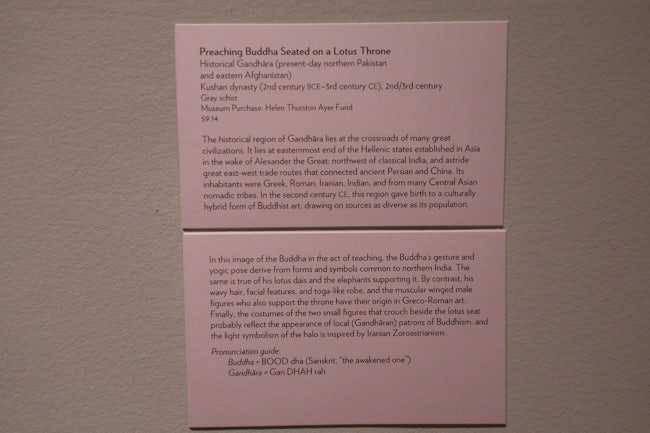 Preaching Buddha Seated on a Lotus Throne
Historical Gandhāra (present-day northern Pakistan
and eastern Afghanistan)
Kushan dynasty (2nd century BCE–3rd century CE), 2nd/3rd century
Gray schist
Museum Purchase: Helen Thurston Ayer Fund
59.14
The historical region of Gandhāra lies at the crossroads of many great
civilizations. It lies at easternmost end of the Hellenic states established in Asia
in the wake of Alexander the Great; northwest of classical India; and astride
great east-west trade routes that connected ancient Persian and China. Its
inhabitants were Greek, Roman, Iranian, Indian, and from many Central Asian
nomadic tribes. In the second century CE, this region gave birth to a culturally
hybrid form of Buddhist art, drawing on sources as diverse as its population.
In this image of the Buddha in the act of teaching, the Buddha's gesture and
yogic pose derive from forms and symbols common to northern India. The
same is true of his lotus dais and the elephants supporting it. By contrast, his
wavy hair, facial features, and toga-like robe, and the muscular winged male
figures who also support the throne have their origin in Greco-Roman art.
Finally, the costumes of the two small figures that crouch beside the lotus seat
probably reflect the appearance of local (Gandhāran) patrons of Buddhism, and
the light symbolism of the halo is inspired by Iranian Zoroastrianism.
Pronunciation guide:
Buddha = BOOD dha (Sanskrit, "the awakened one")
Gandhāra = Gan DHAH rah